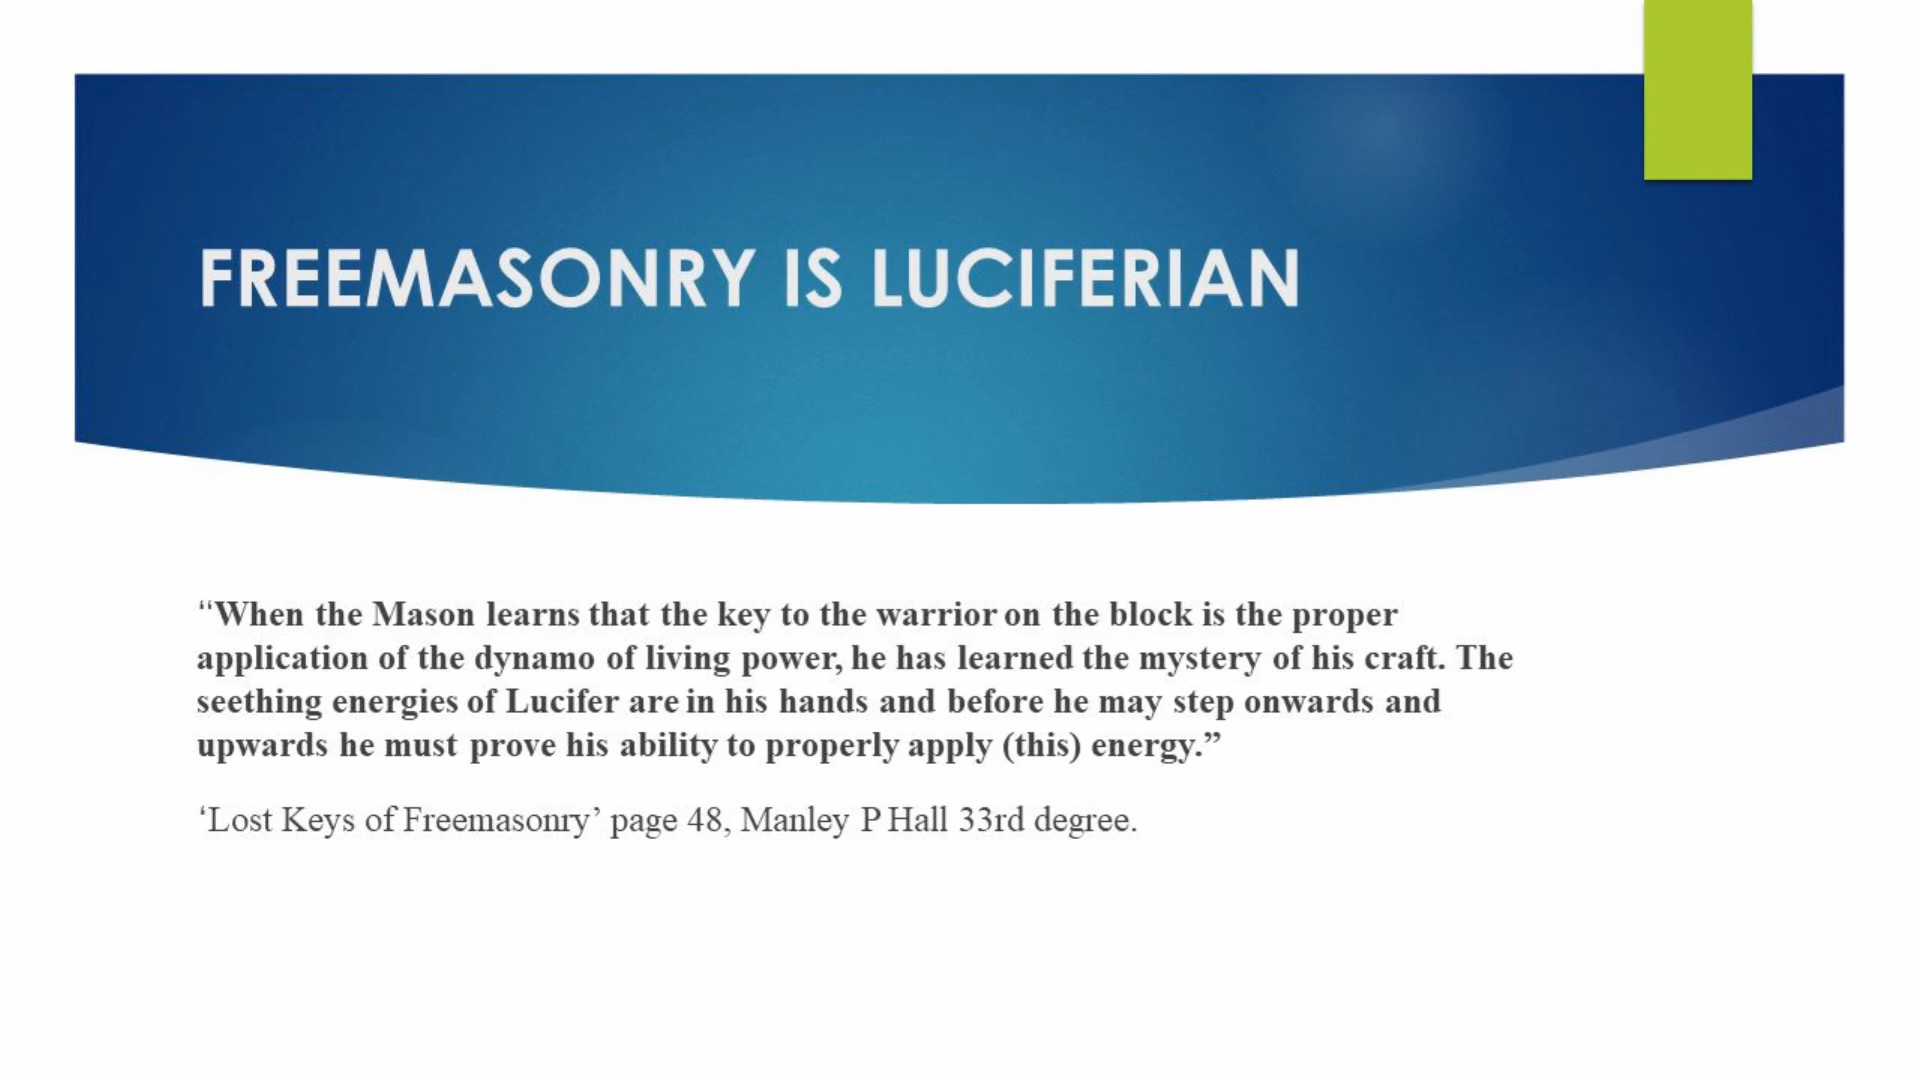 FREEMASONRY IS LUCIFERIAN
“When the Mason learns that the key to the warrior on the block is the proper
application of the dynamo of living power, he has learned the mystery of his craft. The
seething energies of Lucifer are in his hands and before he may step onwards and
upwards he must prove his ability to properly apply (this) energy.”
‘Lost Keys of Freemasonry’ page 48, Manley P Hall 33rd degree.